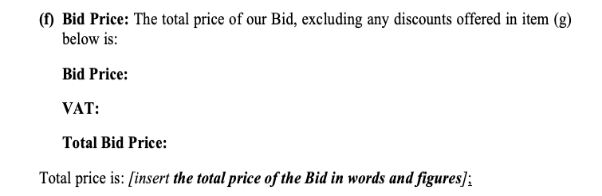 (f) Bid Price: The total price of our Bid, excluding any discounts offered in item (g)
below is:
Bid Price:
VAT:
Total Bid Price:
Total price is: [insert the total price of the Bid in words and figures];